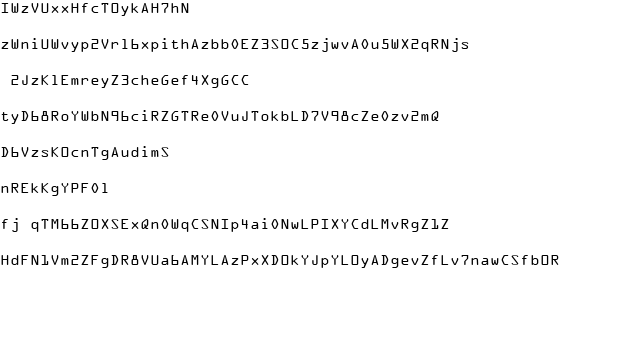 IWzVUxxHfcTOykAH7hN
zWniUWvyp2Vr16xpithAzbb0EZ3SOC5zjwvA0u5WX2qRNjs
2JzK1EmreyZ3cheGef4XgGCC
tyD68RoYWbN96ciRZGTRe0VuJTokbLD7V98cZe0zv2mQ
D6VzsKOcnTgAudimS
nREkKgYPF01
fj qTM66ZOXSExQn0WqCSNIp4ai0NwLPIXYCdLMvRgZ1Z
HdFN1Vm2ZFgDR8VUa6AMYLAzPxXDOkYJpYLOyADgevZfLv7nawCSfbOR